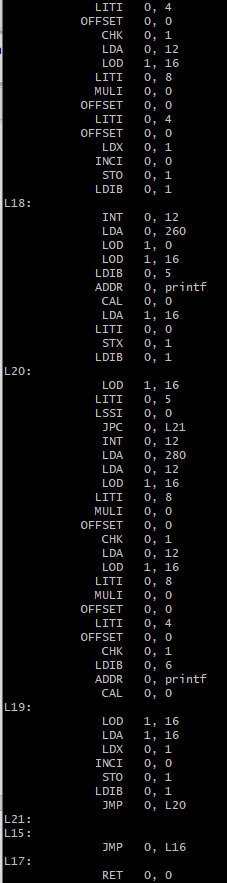 LITI 0, 4
OFFSET 0, 0
CHK 0, 1
LDA 0, 12
LOD 1, 16
LITI 0, 8
MULI 0, 0
OFFSET 0, 0
LITI 0, 4
OFFSET 0, 0
LDX 0, 1
INCI 0, 0
STO 0, 1
LDIB 0, 1
L18:
INT 0, 12
LDA 0, 260
LOD 1, 0
LOD 1, 16
LDIB 0, 5
ADDR 0, printf
CAL 0, 0
LDA 1, 16
LITI 0, 0
STX 0, 1
LDIB 0, 1
L20:
LOD 1, 16
LITI 0, 5
LSSI 0, 0
JPC 0, L21
INT 0, 12
LDA 0, 280
LDA 0, 12
LOD 1, 16
LITI 0, 8
MULI 0, 0
OFFSET 0, 0
CHK 0, 1
LDA 0, 12
LOD 1, 16
LITI 0, 8
MULI 0, 0
OFFSET 0, 0
LITI 0, 4
OFFSET 0, 0
CHK 0, 1
LDIB 0, 6
ADDR 0, printf
CAL 0, 0
L19:
LOD 1, 16
LDA 1, 16
LDX 0, 1
INCI 0, 0
STO 0, 1
LDIB 0, 1
JMP 0, L20
L21:
L15:
JMP 0, L16
L17:
RET 0, 0